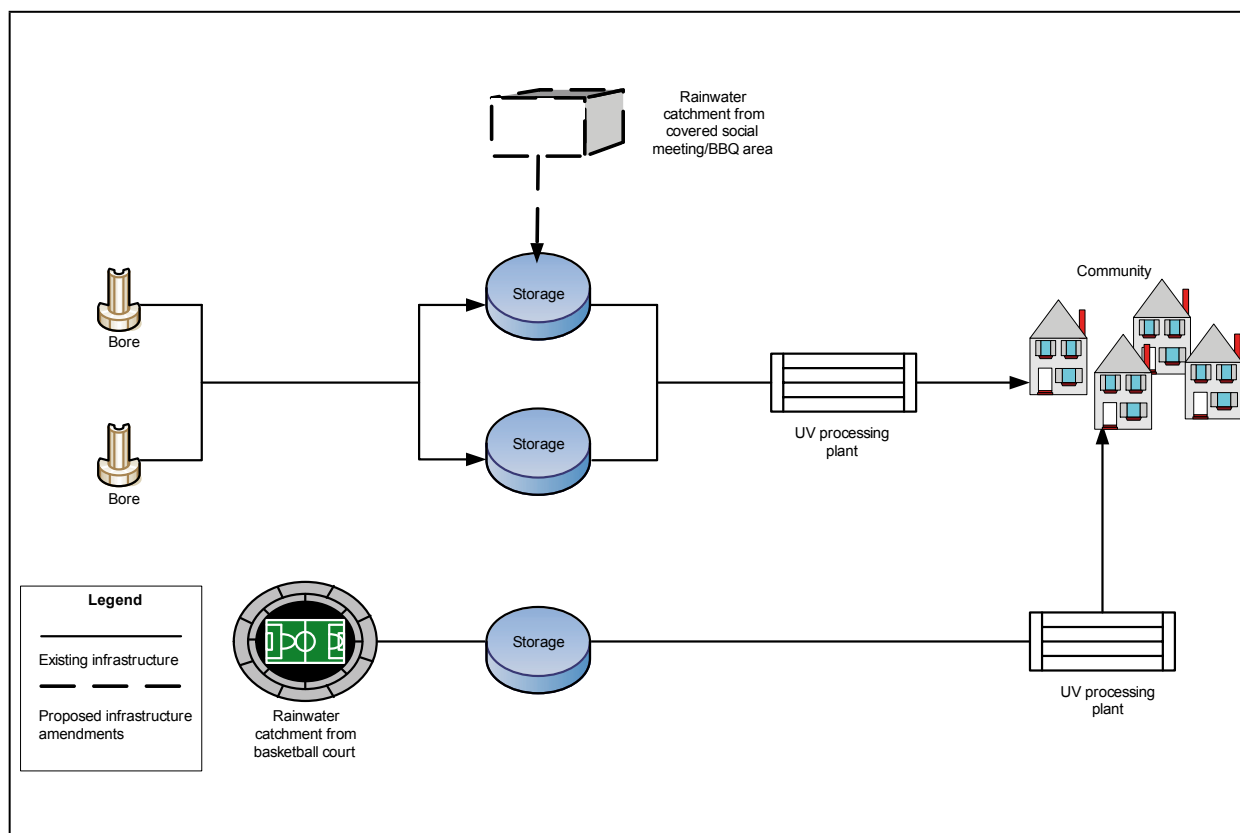 Rainwater
catchment from
covered social
meeting/BBQ area
Community
Storage
Bore
Storage
UV processing
plant
Bore
Legend
Existing infrastructure
Proposed infrastructure
amendments
Storage
Rainwater
catchment from
basketball court
UV processing
plant